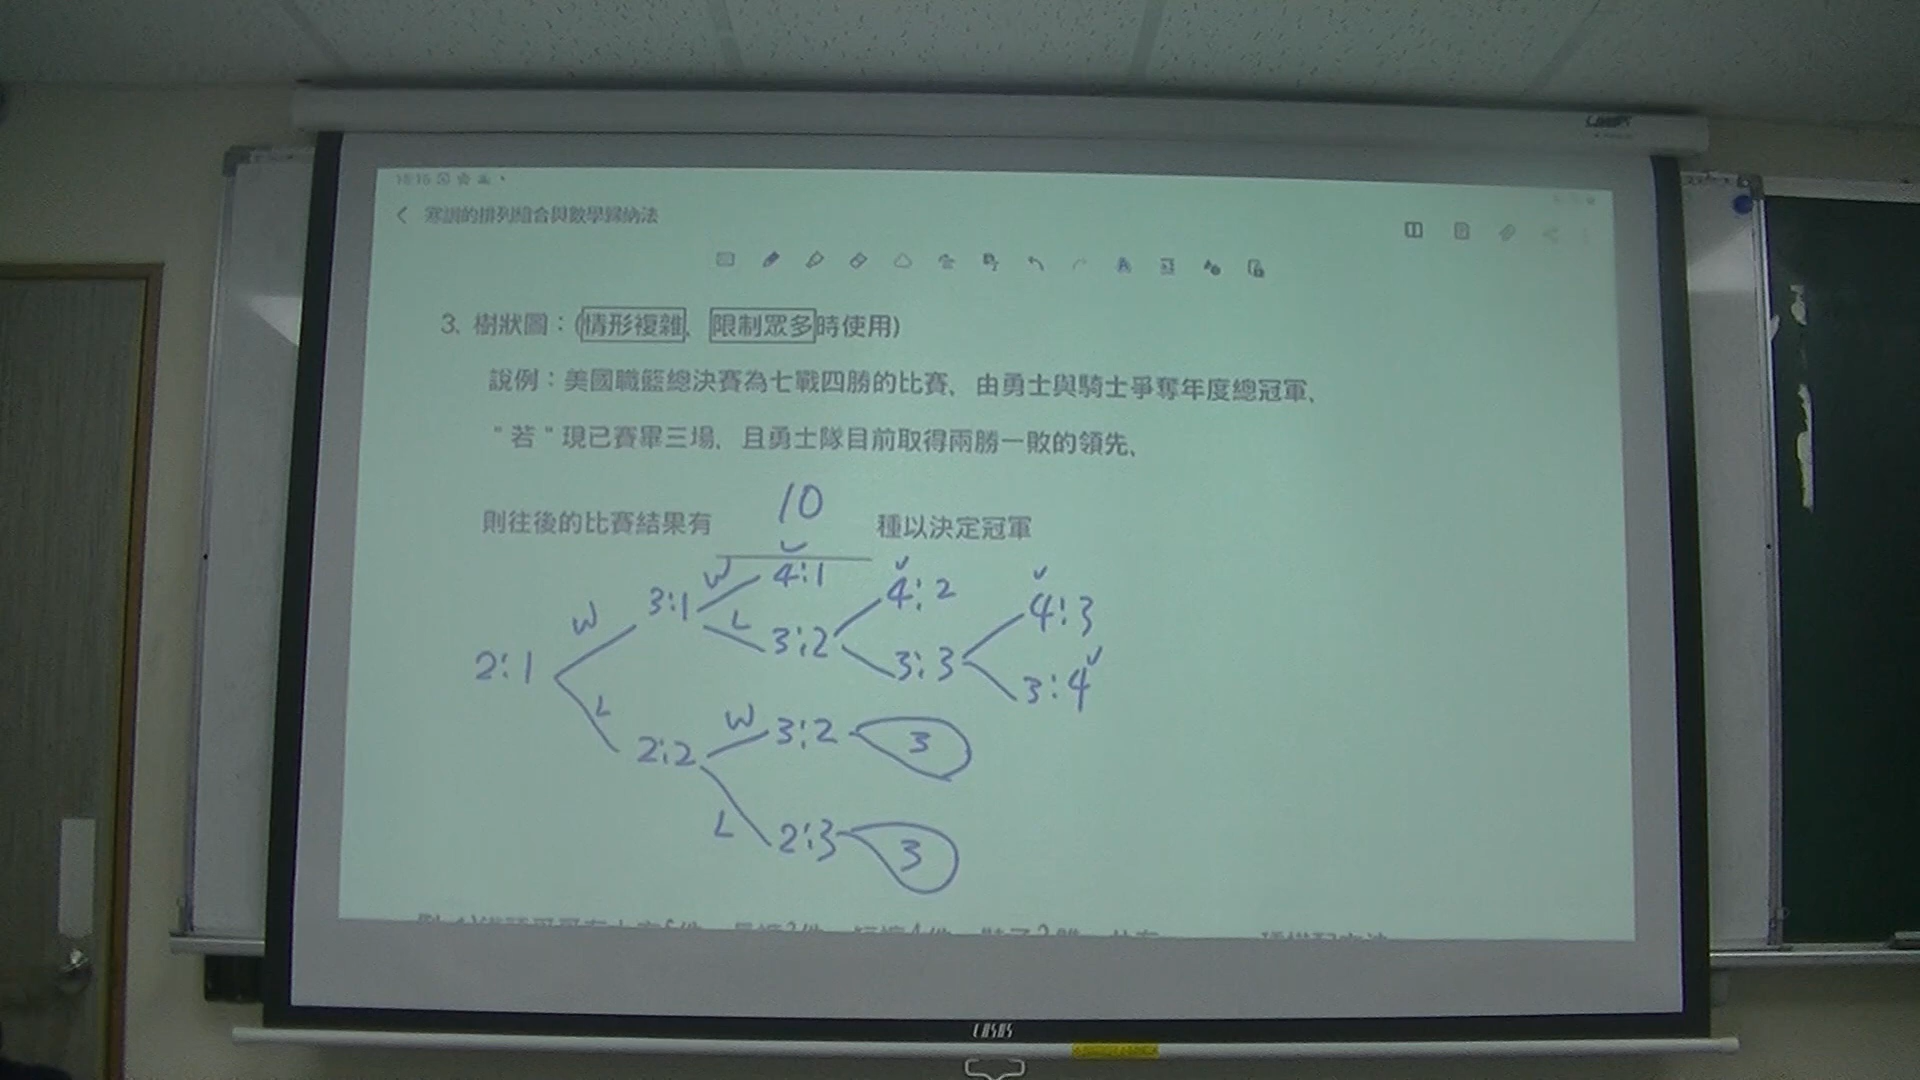 寒訓的排列組合與數學歸納法
3、樹狀圖：(情形複雜、限制眾多時使用)
說例：美國職籃總決賽為七戰四勝的比賽，由勇士與騎士爭奪年度總冠軍，
"若"現已賽畢三場，且勇士隊目前取得兩勝一敗的領先，
則往後的比賽結果有 10 種以決定冠軍
W 4:1
4:2
4:3
W 3:1
L 3:2
3:3
3:4
2:1
L 2:2
W 3:2 3
L 2:3 3